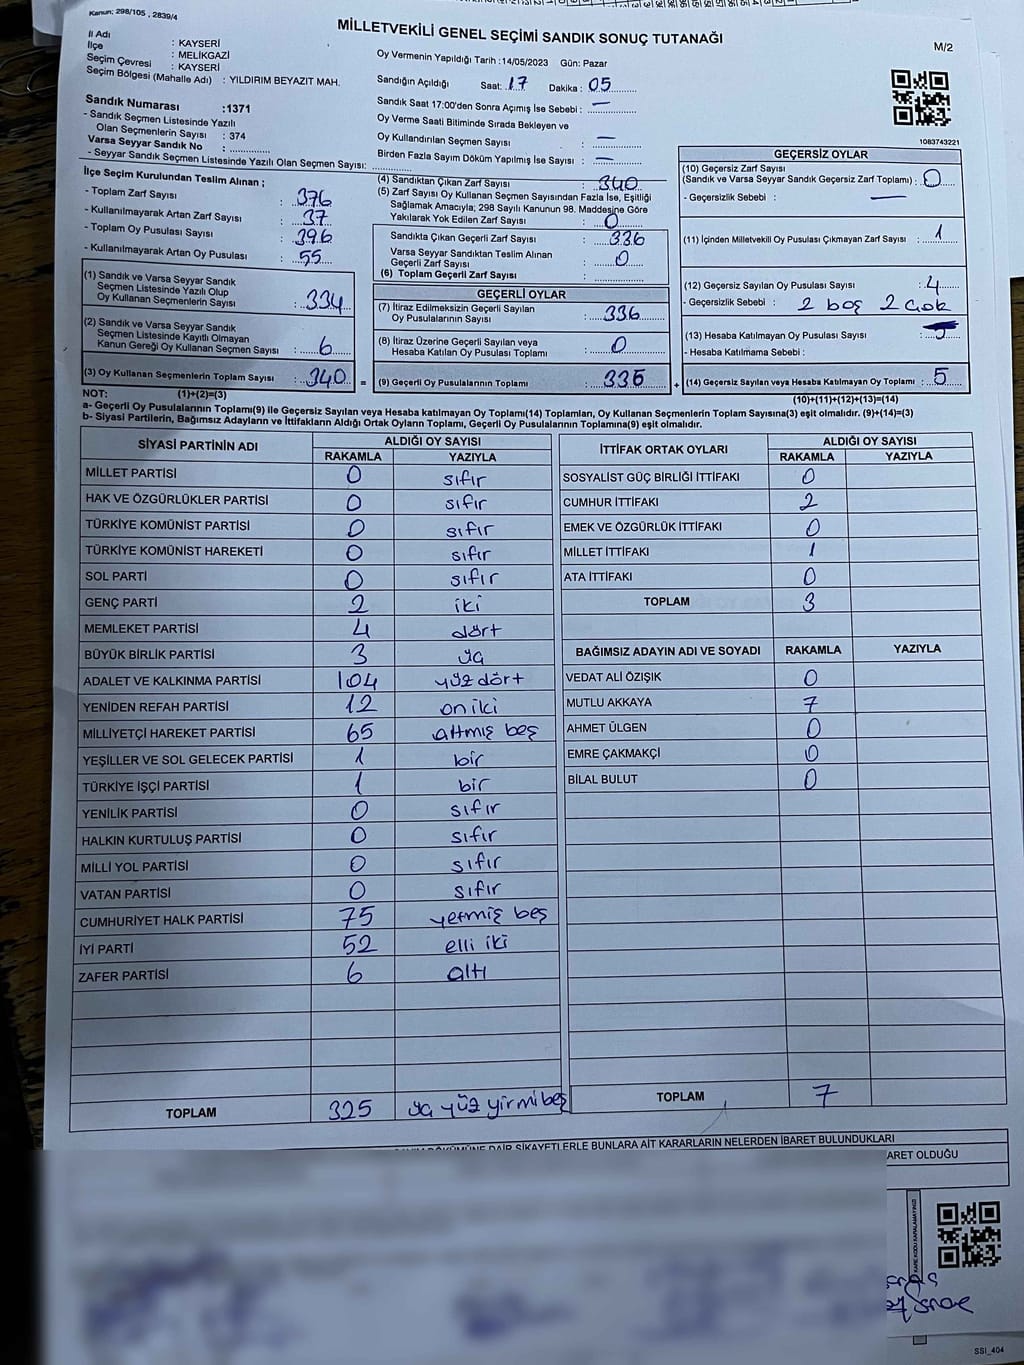 Kanun; 298/105 , 2839/4
MİLLETVEKİLİ GENEL SEÇİMİ SANDIK SONUÇ TUTANAĞI
M/2
İl Adı : KAYSERİ
İlçe : MELİKGAZİ
Seçim Çevresi : KAYSERİ
Seçim Bölgesi (Mahalle Adı) : YILDIRIM BEYAZIT MAH.
Oy Vermenin Yapıldığı Tarih :14/05/2023 Gün: Pazar
Sandığın Açıldığı Saat: 17 Dakika : 05
Sandık Saat 17:00'den Sonra Açımış İse Sebebi : —
Oy Verme Saati Bitiminde Sırada Bekleyen ve
Oy Kullandırılan Seçmen Sayısı : —
Birden Fazla Sayım Döküm Yapılmış İse Sayısı : —
Sandık Numarası :1371
- Sandık Seçmen Listesinde Yazılı
Olan Seçmenlerin Sayısı : 374
Varsa Seyyar Sandık No :
- Seyyar Sandık Seçmen Listesinde Yazılı Olan Seçmen Sayısı:
1083743221
İlçe Seçim Kurulundan Teslim Alınan ;
- Toplam Zarf Sayısı : 376
- Kullanılmayarak Artan Zarf Sayısı : 37
- Toplam Oy Pusulası Sayısı : 396
- Kullanılmayarak Artan Oy Pusulası : 55
(1) Sandık ve Varsa Seyyar Sandık
Seçmen Listesinde Yazılı Olup
Oy Kullanan Seçmenlerin Sayısı : 334
(2) Sandık ve Varsa Seyyar Sandık
Seçmen Listesinde Kayıtlı Olmayan
Kanun Gereği Oy Kullanan Seçmen Sayısı : 6
(3) Oy Kullanan Seçmenlerin Toplam Sayısı : 340
(4) Sandıktan Çıkan Zarf Sayısı : 340
(5) Zarf Sayısı Oy Kullanan Seçmen Sayısından Fazla İse, Eşitliği
Sağlamak Amacıyla; 298 Sayılı Kanunun 98. Maddesine Göre
Yakılarak Yok Edilen Zarf Sayısı : 0
Sandıkta Çıkan Geçerli Zarf Sayısı : 336
Varsa Seyyar Sandıktan Teslim Alınan
Geçerli Zarf Sayısı : 0
(6) Toplam Geçerli Zarf Sayısı :
GEÇERLİ OYLAR
(7) İtiraz Edilmeksizin Geçerli Sayılan
Oy Pusulalarının Sayısı : 336
(8) İtiraz Üzerine Geçerli Sayılan veya
Hesaba Katılan Oy Pusulası Toplamı : 0
= (9) Geçerli Oy Pusulalarının Toplamı : 335
GEÇERSİZ OYLAR
(10) Geçersiz Zarf Sayısı
(Sandık ve Varsa Seyyar Sandık Geçersiz Zarf Toplamı) : 0
- Geçersizlik Sebebi : —
(11) İçinden Milletvekili Oy Pusulası Çıkmayan Zarf Sayısı : 1
(12) Geçersiz Sayılan Oy Pusulası Sayısı : 4
- Geçersizlik Sebebi : 2 boş 2 çok
(13) Hesaba Katılmayan Oy Pusulası Sayısı :
- Hesaba Katılmama Sebebi :
+ (14) Geçersiz Sayılan veya Hesaba Katılmayan Oy Toplamı : 5
NOT: (1)+(2)=(3)
(10)+(11)+(12)+(13)=(14)
a- Geçerli Oy Pusulalarının Toplamı(9) ile Geçersiz Sayılan veya Hesaba katılmayan Oy Toplamı(14) Toplamları, Oy Kullanan Seçmenlerin Toplam Sayısına(3) eşit olmalıdır. (9)+(14)=(3)
b- Siyasi Partilerin, Bağımsız Adayların ve İttifakların Aldığı Ortak Oyların Toplamı, Geçerli Oy Pusulalarının Toplamına(9) eşit olmalıdır.
SİYASİ PARTİNİN ADI ALDIĞI OY SAYISI
RAKAMLA YAZIYLA
MİLLET PARTİSİ 0 sıfır
HAK VE ÖZGÜRLÜKLER PARTİSİ 0 sıfır
TÜRKİYE KOMÜNİST PARTİSİ 0 sıfır
TÜRKİYE KOMÜNİST HAREKETİ 0 sıfır
SOL PARTİ 0 sıfır
GENÇ PARTİ 2 iki
MEMLEKET PARTİSİ 4 dört
BÜYÜK BİRLİK PARTİSİ 3 üç
ADALET VE KALKINMA PARTİSİ 104 yüz dört
YENİDEN REFAH PARTİSİ 12 on iki
MİLLİYETÇİ HAREKET PARTİSİ 65 altmış beş
YEŞİLLER VE SOL GELECEK PARTİSİ 1 bir
TÜRKİYE İŞÇİ PARTİSİ 1 bir
YENİLİK PARTİSİ 0 sıfır
HALKIN KURTULUŞ PARTİSİ 0 sıfır
MİLLİ YOL PARTİSİ 0 sıfır
VATAN PARTİSİ 0 sıfır
CUMHURİYET HALK PARTİSİ 75 yetmiş beş
İYİ PARTİ 52 elli iki
ZAFER PARTİSİ 6 altı
TOPLAM 325 üç yüz yirmi beş
İTTİFAK ORTAK OYLARI ALDIĞI OY SAYISI
RAKAMLA YAZIYLA
SOSYALİST GÜÇ BİRLİĞİ İTTİFAKI 0
CUMHUR İTTİFAKI 2
EMEK VE ÖZGÜRLÜK İTTİFAKI 0
MİLLET İTTİFAKI 1
ATA İTTİFAKI 0
TOPLAM 3
BAĞIMSIZ ADAYIN ADI VE SOYADI RAKAMLA YAZIYLA
VEDAT ALİ ÖZIŞIK 0
MUTLU AKKAYA 7
AHMET ÜLGEN 0
EMRE ÇAKMAKÇİ 0
BİLAL BULUT 0
TOPLAM 7
DÖKÜMÜNE DAİR ŞİKAYETLERLE BUNLARA AİT KARARLARIN NELERDEN İBARET BULUNDUKLARI
ARET OLDUĞU
KARE KODU KARALAMAYINIZ
SSI_404